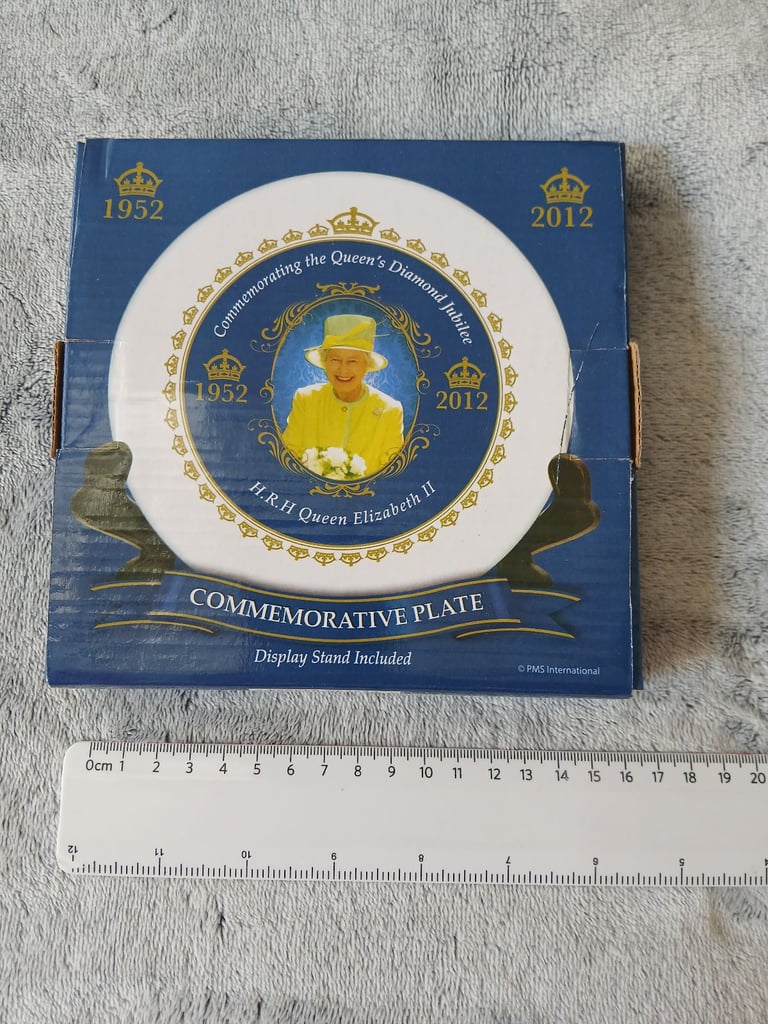 1952
2012
Commemorating the Queen's Diamond Jubilee
1952
2012
H.R.H Queen Elizabeth II
COMMEMORATIVE PLATE
Display Stand Included
© PMS International
0cm 1 2 3 4 5 6 7 8 9 10 11 12 13 14 15 16 17 18 19 20
12 11 10 9 8 7 6 5 4